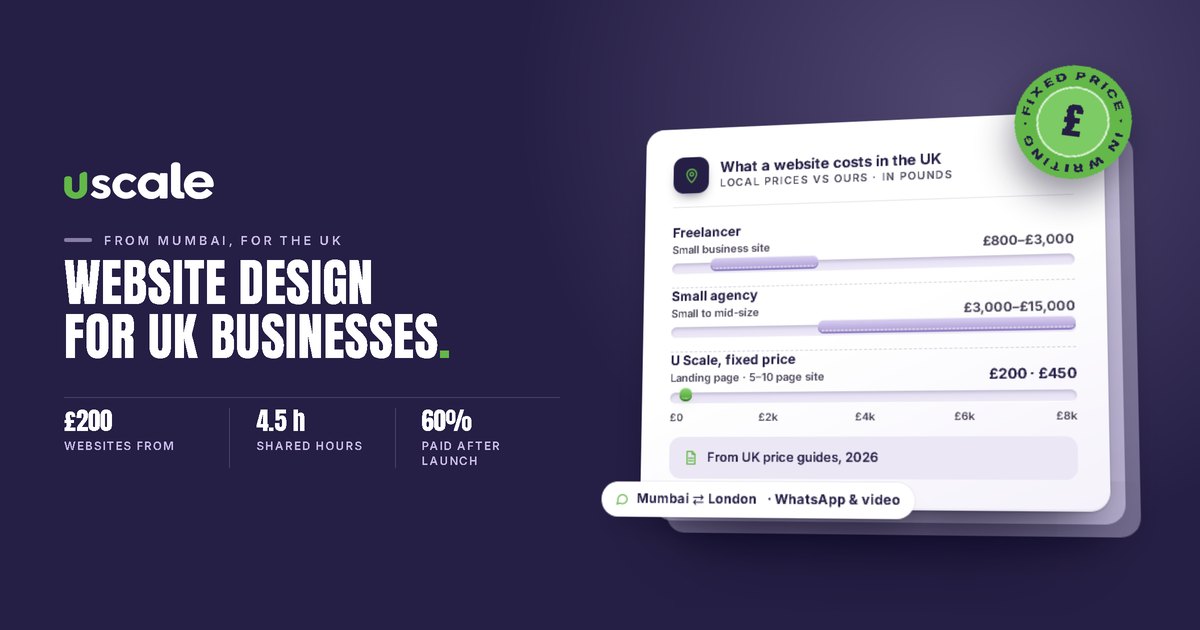 uscale
FROM MUMBAI, FOR THE UK
WEBSITE DESIGN
FOR UK BUSINESSES.
£200
WEBSITES FROM
4.5 h
SHARED HOURS
60%
PAID AFTER
LAUNCH
FIXED PRICE · IN WRITING ·
£
What a website costs in the UK
LOCAL PRICES VS OURS · IN POUNDS
Freelancer
Small business site
£800–£3,000
Small agency
Small to mid-size
£3,000–£15,000
U Scale, fixed price
Landing page · 5–10 page site
£200 · £450
£0 £2k £4k £6k £8k
From UK price guides, 2026
Mumbai ⇄ London · WhatsApp & video